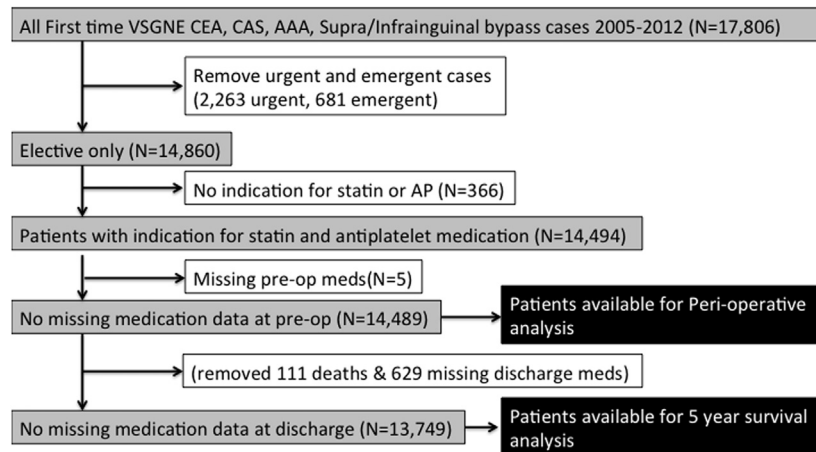 All First time VSGNE CEA, CAS, AAA, Supra/Infrainguinal bypass cases 2005-2012 (N=17,806)
Remove urgent and emergent cases
(2,263 urgent, 681 emergent)
Elective only (N=14,860)
No indication for statin or AP (N=366)
Patients with indication for statin and antiplatelet medication (N=14,494)
Missing pre-op meds(N=5)
No missing medication data at pre-op (N=14,489)
Patients available for Peri-operative
analysis
(removed 111 deaths & 629 missing discharge meds)
No missing medication data at discharge (N=13,749)
Patients available for 5 year survival
analysis